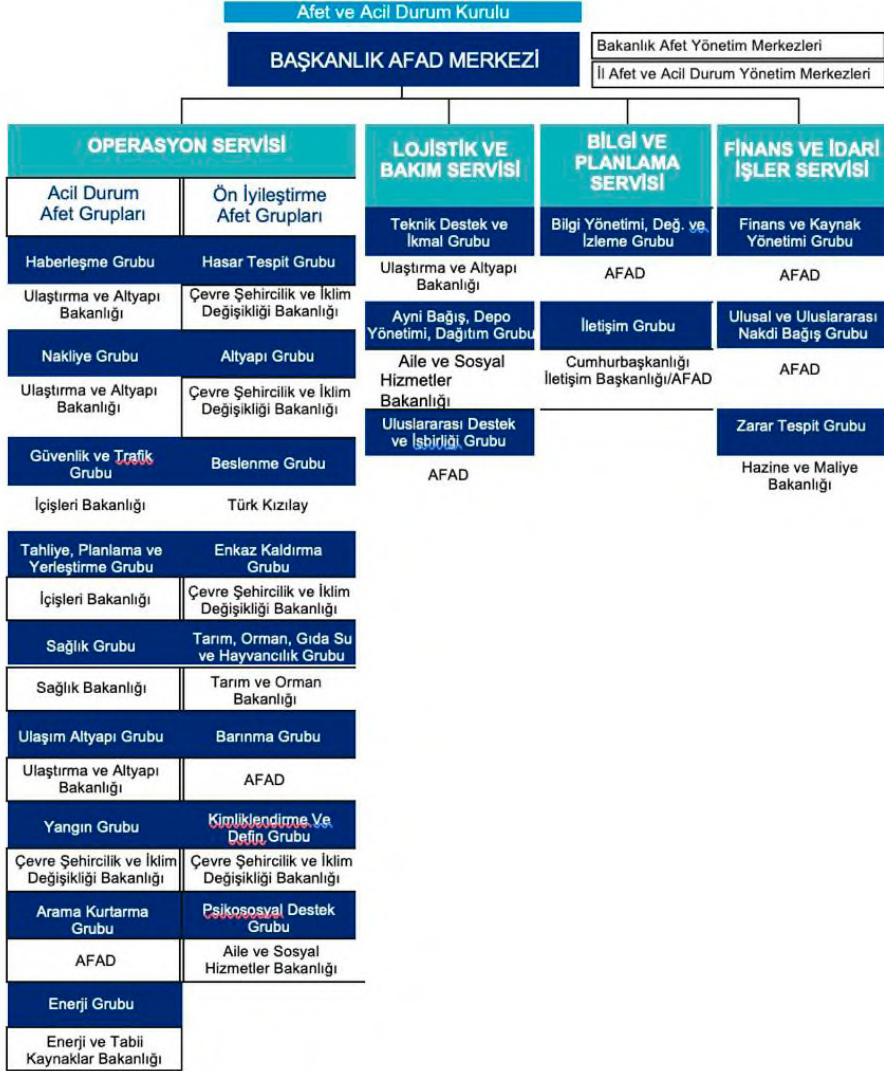 Afet ve Acil Durum Kurulu
BAŞKANLIK AFAD MERKEZİ
Bakanlık Afet Yönetim Merkezleri
İl Afet ve Acil Durum Yönetim Merkezleri
OPERASYON SERVİSİ
Acil Durum
Afet Grupları
Haberleşme Grubu
Ulaştırma ve Altyapı
Bakanlığı
Nakliye Grubu
Ulaştırma ve Altyapı
Bakanlığı
Güvenlik ve Trafik
Grubu
İçişleri Bakanlığı
Tahliye, Planlama ve
Yerleştirme Grubu
İçişleri Bakanlığı
Sağlık Grubu
Sağlık Bakanlığı
Ulaşım Altyapı Grubu
Ulaştırma ve Altyapı
Bakanlığı
Yangın Grubu
Çevre Şehircilik ve İklim
Değişikliği Bakanlığı
Arama Kurtarma
Grubu
AFAD
Enerji Grubu
Enerji ve Tabii
Kaynaklar Bakanlığı
Ön İyileştirme
Afet Grupları
Hasar Tespit Grubu
Çevre Şehircilik ve İklim
Değişikliği Bakanlığı
Altyapı Grubu
Çevre Şehircilik ve İklim
Değişikliği Bakanlığı
Beslenme Grubu
Türk Kızılay
Enkaz Kaldırma
Grubu
Çevre Şehircilik ve İklim
Değişikliği Bakanlığı
Tarım, Orman, Gıda Su
ve Hayvancılık Grubu
Tarım ve Orman
Bakanlığı
Barınma Grubu
AFAD
Kimliklendirme Ve
Defin Grubu
Çevre Şehircilik ve İklim
Değişikliği Bakanlığı
Psikososyal Destek
Grubu
Aile ve Sosyal
Hizmetler Bakanlığı
LOJİSTİK VE
BAKIM SERVİSİ
Teknik Destek ve
İkmal Grubu
Ulaştırma ve Altyapı
Bakanlığı
Ayni Bağış, Depo
Yönetimi, Dağıtım Grubu
Aile ve Sosyal
Hizmetler
Bakanlığı
Uluslararası Destek
ve İşbirliği Grubu
AFAD
BİLGİ VE
PLANLAMA
SERVİSİ
Bilgi Yönetimi, Değ. ve
İzleme Grubu
AFAD
İletişim Grubu
Cumhurbaşkanlığı
İletişim Başkanlığı/AFAD
FİNANS VE İDARİ
İŞLER SERVİSİ
Finans ve Kaynak
Yönetimi Grubu
AFAD
Ulusal ve Uluslararası
Nakdi Bağış Grubu
AFAD
Zarar Tespit Grubu
Hazine ve Maliye
Bakanlığı